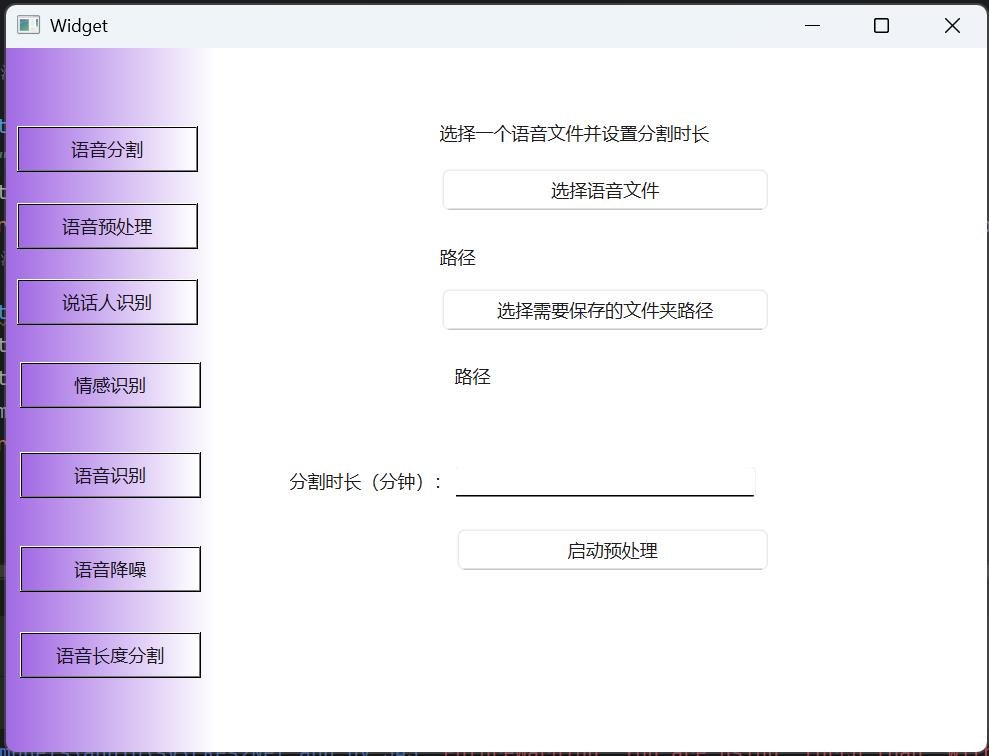 Widget
语音分割
语音预处理
说话人识别
情感识别
语音识别
语音降噪
语音长度分割
选择一个语音文件并设置分割时长
选择语音文件
路径
选择需要保存的文件夹路径
路径
分割时长（分钟）：
启动预处理